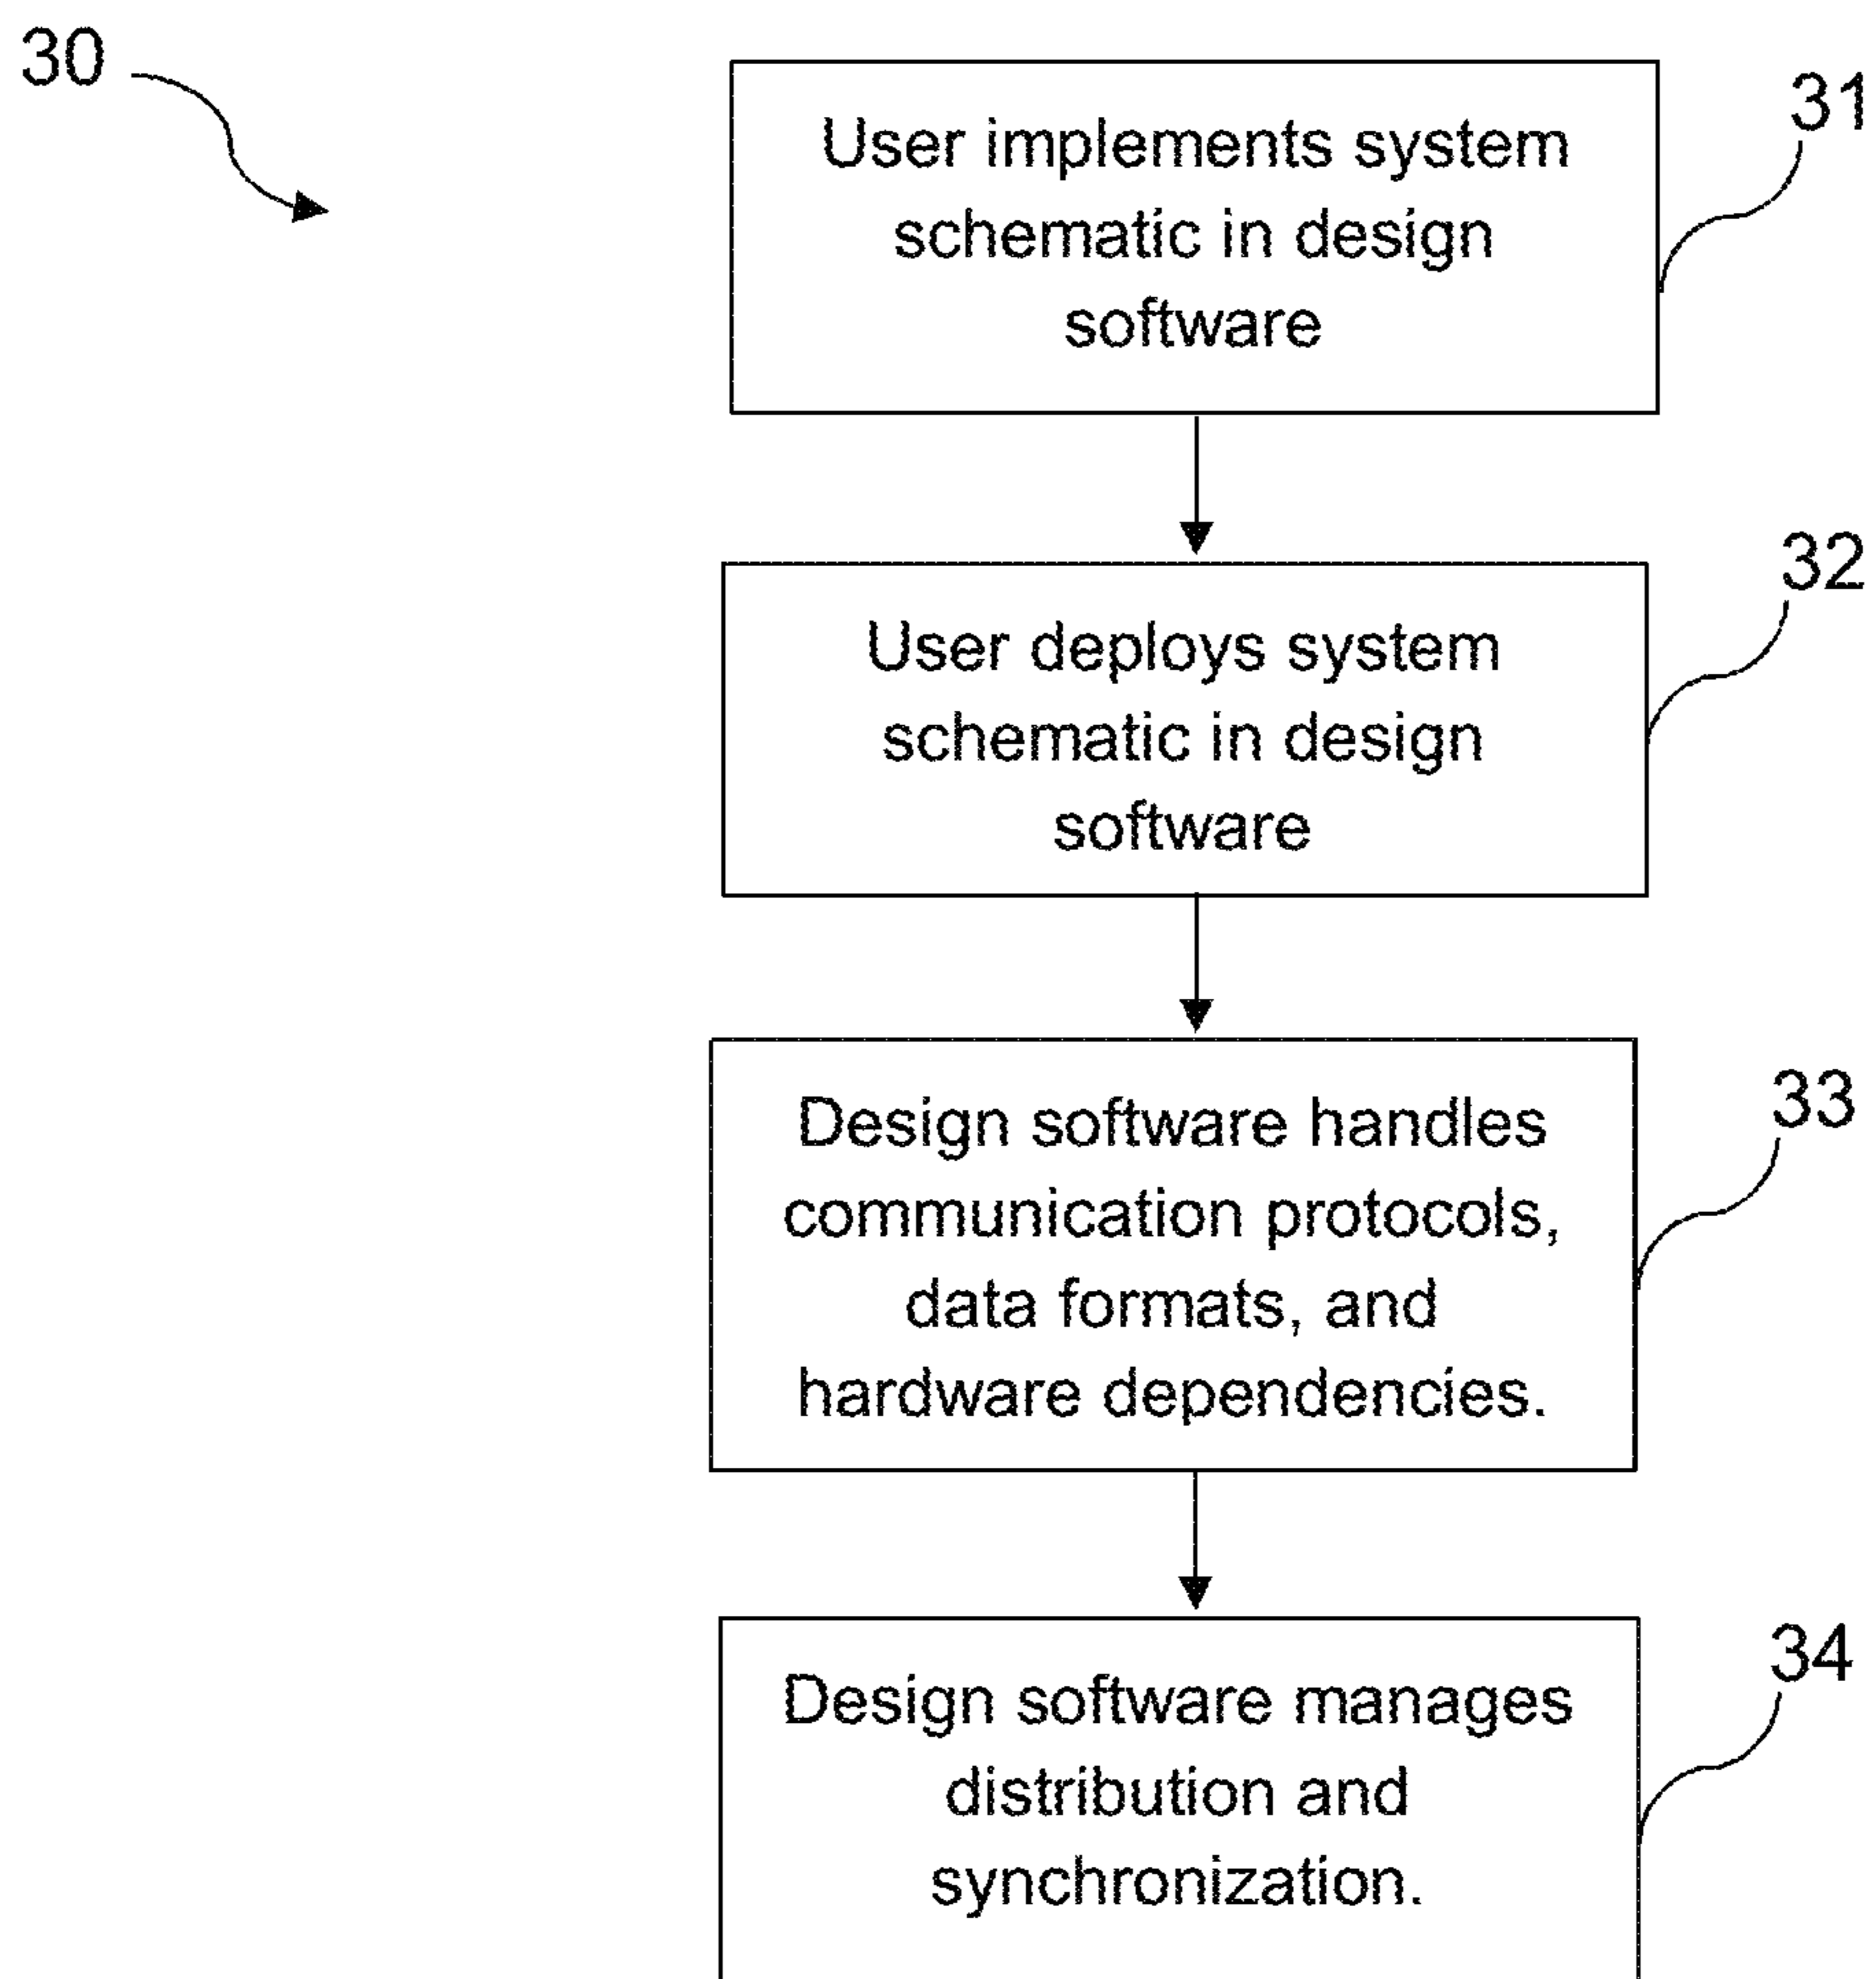 30
31
User implements system
schematic in design
software
32
User deploys system
schematic in design
software
33
Design software handles
communication protocols,
data formats, and
hardware dependencies.
34
Design software manages
distribution and
synchronization.